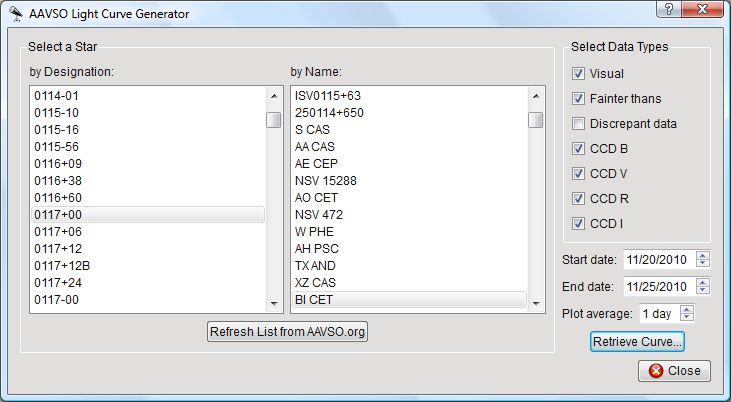 AAVSO Light Curve Generator
?
Select a Star
by Designation:
0114-01
0115-10
0115-16
0115-56
0116+09
0116+38
0116+60
0117+00
0117+06
0117+12
0117+12B
0117+24
0117-00
by Name:
ISV0115+63
250114+650
S CAS
AA CAS
AE CEP
NSV 15288
AO CET
NSV 472
W PHE
AH PSC
TX AND
XZ CAS
BI CET
Refresh List from AAVSO.org
Select Data Types
Visual
Fainter thans
Discrepant data
CCD B
CCD V
CCD R
CCD I
Start date: 11/20/2010
End date: 11/25/2010
Plot average: 1 day
Retrieve Curve...
Close